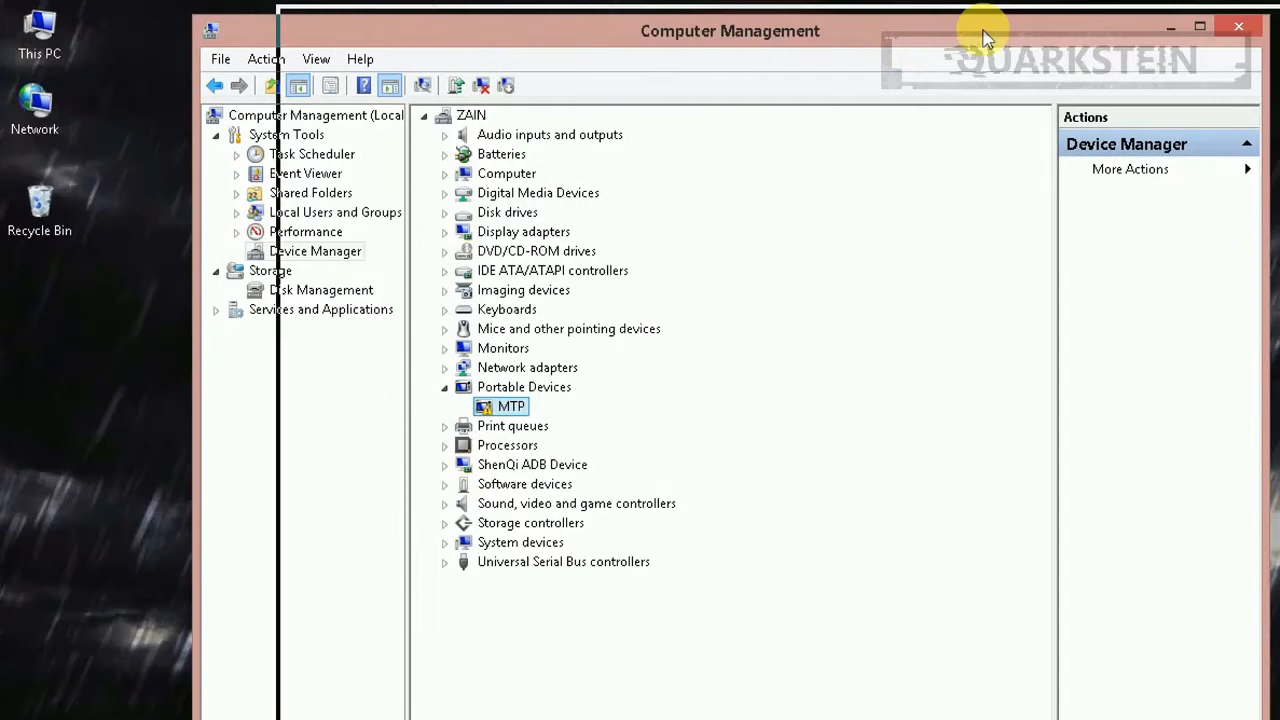 This PC
Network
Recycle Bin
Computer Management
QUARKSTEIN
File Action View Help
Computer Management (Local
System Tools
Task Scheduler
Event Viewer
Shared Folders
Local Users and Groups
Performance
Device Manager
Storage
Disk Management
Services and Applications
ZAIN
Audio inputs and outputs
Batteries
Computer
Digital Media Devices
Disk drives
Display adapters
DVD/CD-ROM drives
IDE ATA/ATAPI controllers
Imaging devices
Keyboards
Mice and other pointing devices
Monitors
Network adapters
Portable Devices
MTP
Print queues
Processors
ShenQi ADB Device
Software devices
Sound, video and game controllers
Storage controllers
System devices
Universal Serial Bus controllers
Actions
Device Manager
More Actions